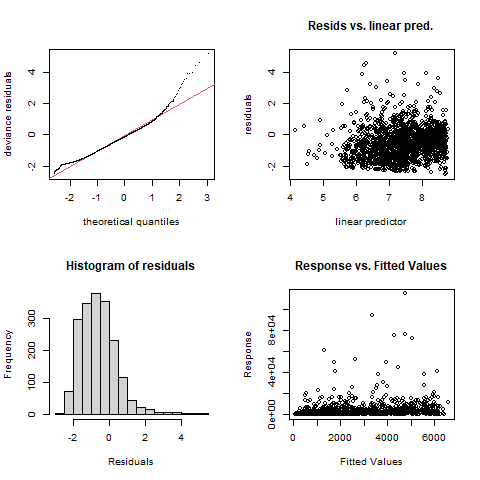 deviance residuals
-2 0 2 4
-2 -1 0 1 2 3
theoretical quantiles
Resids vs. linear pred.
residuals
-2 0 2 4
4 5 6 7 8
linear predictor
Histogram of residuals
Frequency
0 100 200 300
-2 0 2 4
Residuals
Response vs. Fitted Values
Response
0e+00 4e+04 8e+04
0 2000 4000 6000
Fitted Values